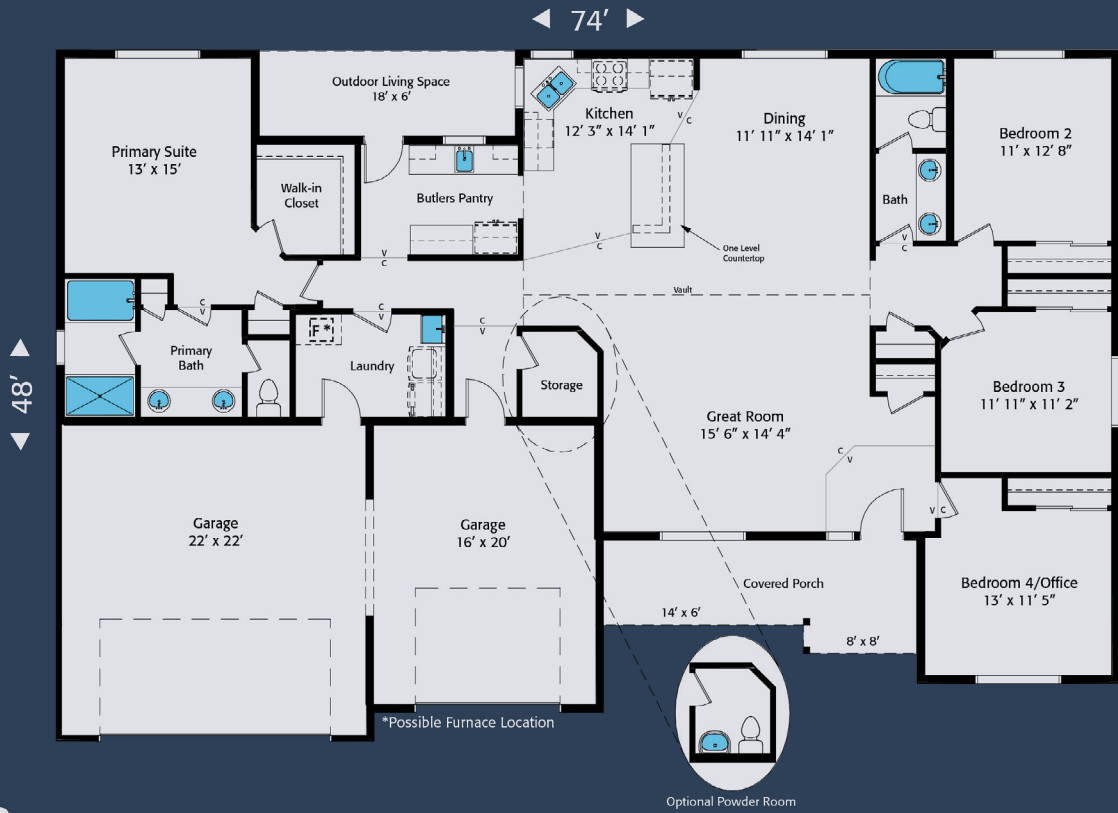 74’
48’
Primary Suite
13’ x 15’
Outdoor Living Space
18’ x 6’
Kitchen
12’ 3” x 14’ 1”
Dining
11’ 11” x 14’ 1”
Bedroom 2
11’ x 12’ 8”
Walk-in
Closet
Butlers Pantry
Bath
One Level
Countertop
Vault
F*
Primary
Bath
Laundry
Storage
Great Room
15’ 6” x 14’ 4”
Bedroom 3
11’ 11” x 11’ 2”
Garage
22’ x 22’
Garage
16’ x 20’
Covered Porch
14’ x 6’
8’ x 8’
Bedroom 4/Office
13’ x 11’ 5”
*Possible Furnace Location
Optional Powder Room
V
C
V
C
V
C
V
C
C
V
C
V
C
V
C
V
V C